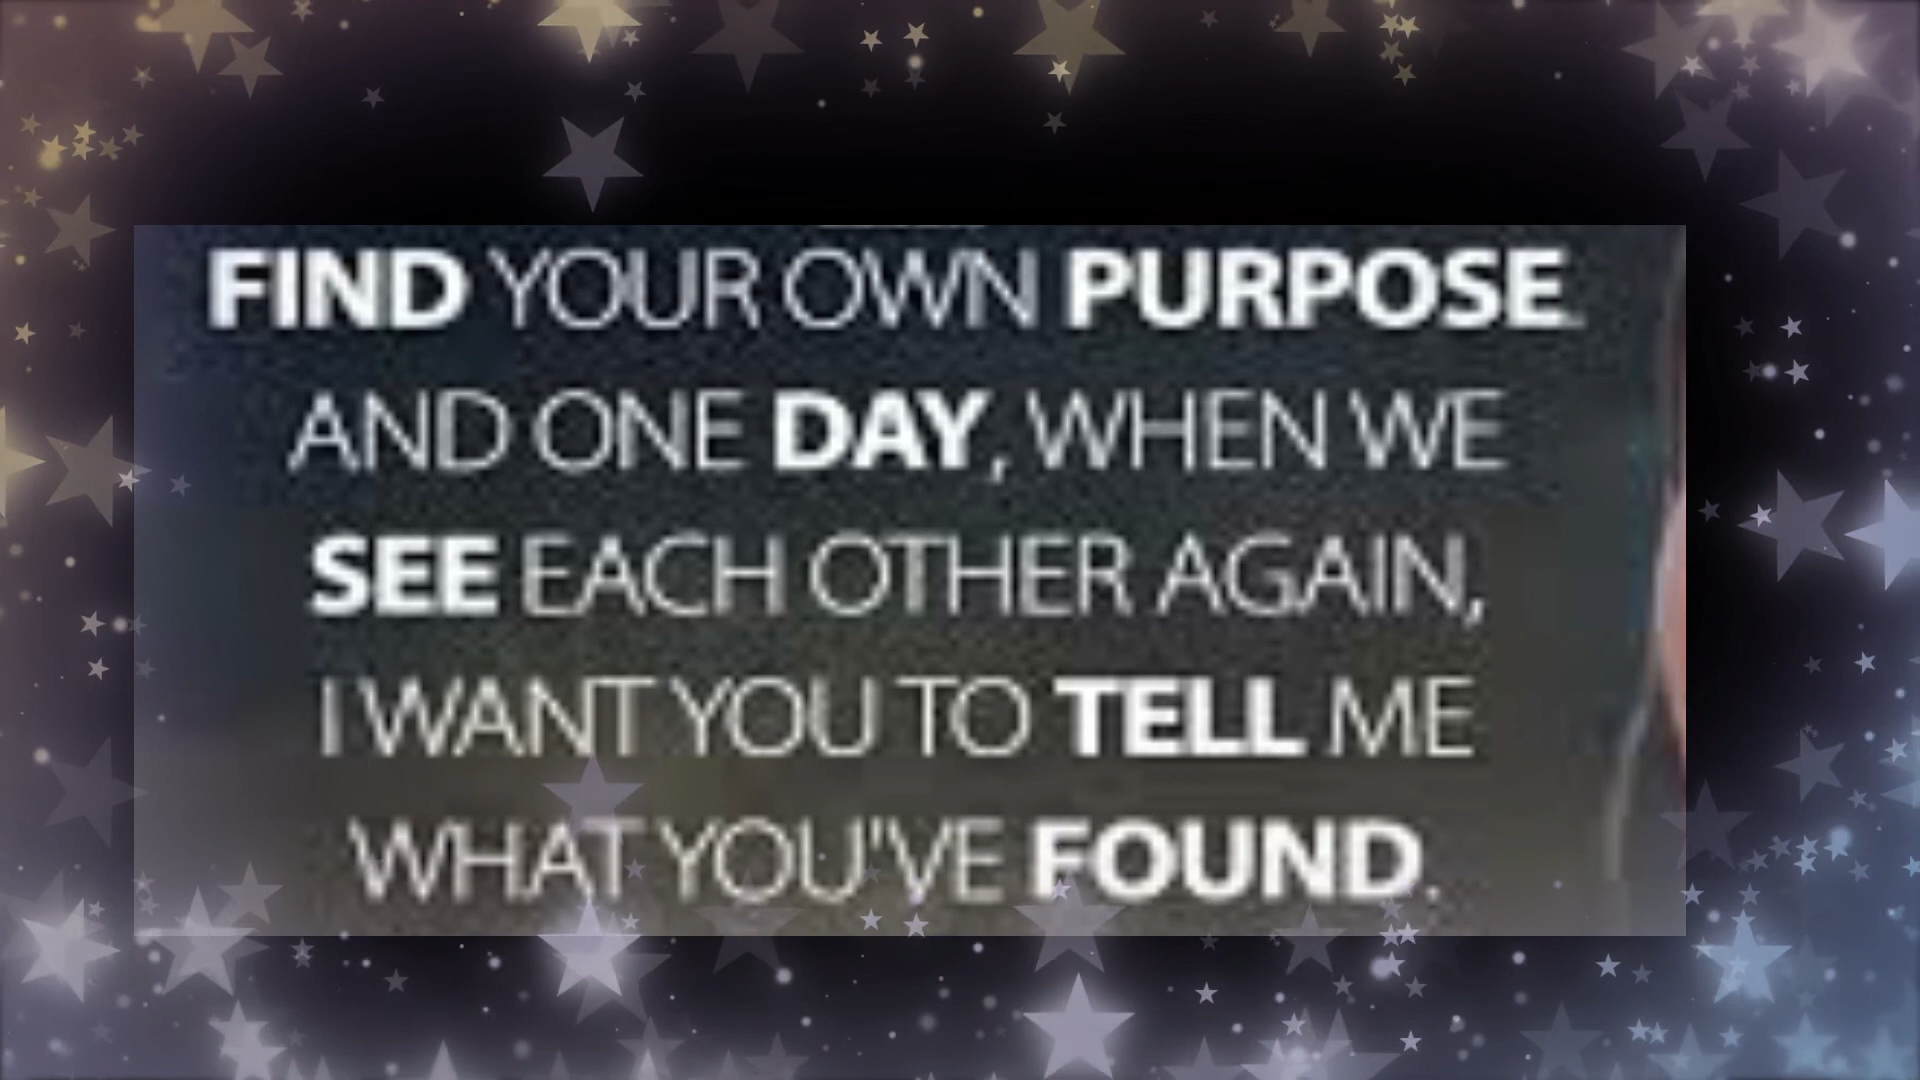 FIND YOUR OWN PURPOSE.
AND ONE DAY, WHEN WE
SEE EACH OTHER AGAIN,
I WANT YOU TO TELL ME
WHAT YOU'VE FOUND.